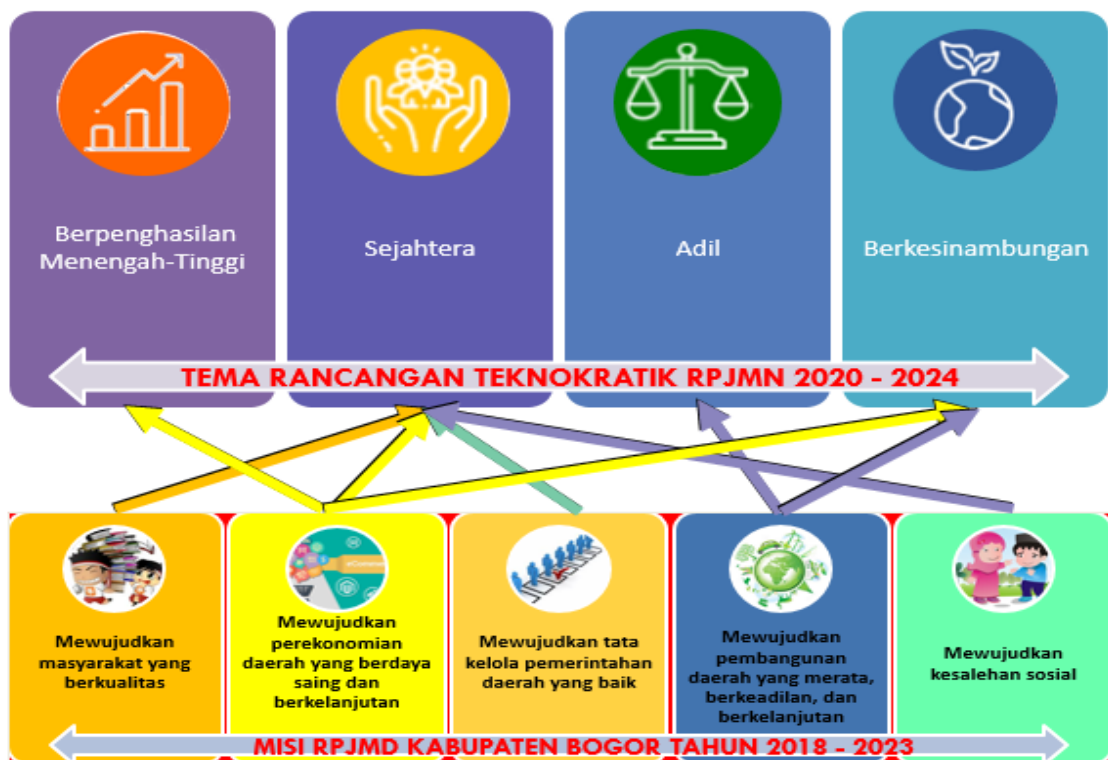 Berpenghasilan
Menengah-Tinggi
Sejahtera
Adil
Berkesinambungan
TEMA RANCANGAN TEKNOKRATIK RPJMN 2020 - 2024
Mewujudkan
masyarakat yang
berkualitas
Mewujudkan
perekonomian
daerah yang berdaya
saing dan
berkelanjutan
Mewujudkan tata
kelola pemerintahan
daerah yang baik
Mewujudkan
pembangunan
daerah yang merata,
berkeadilan, dan
berkelanjutan
Mewujudkan
kesalehan sosial
MISI RPJMD KABUPATEN BOGOR TAHUN 2018 - 2023